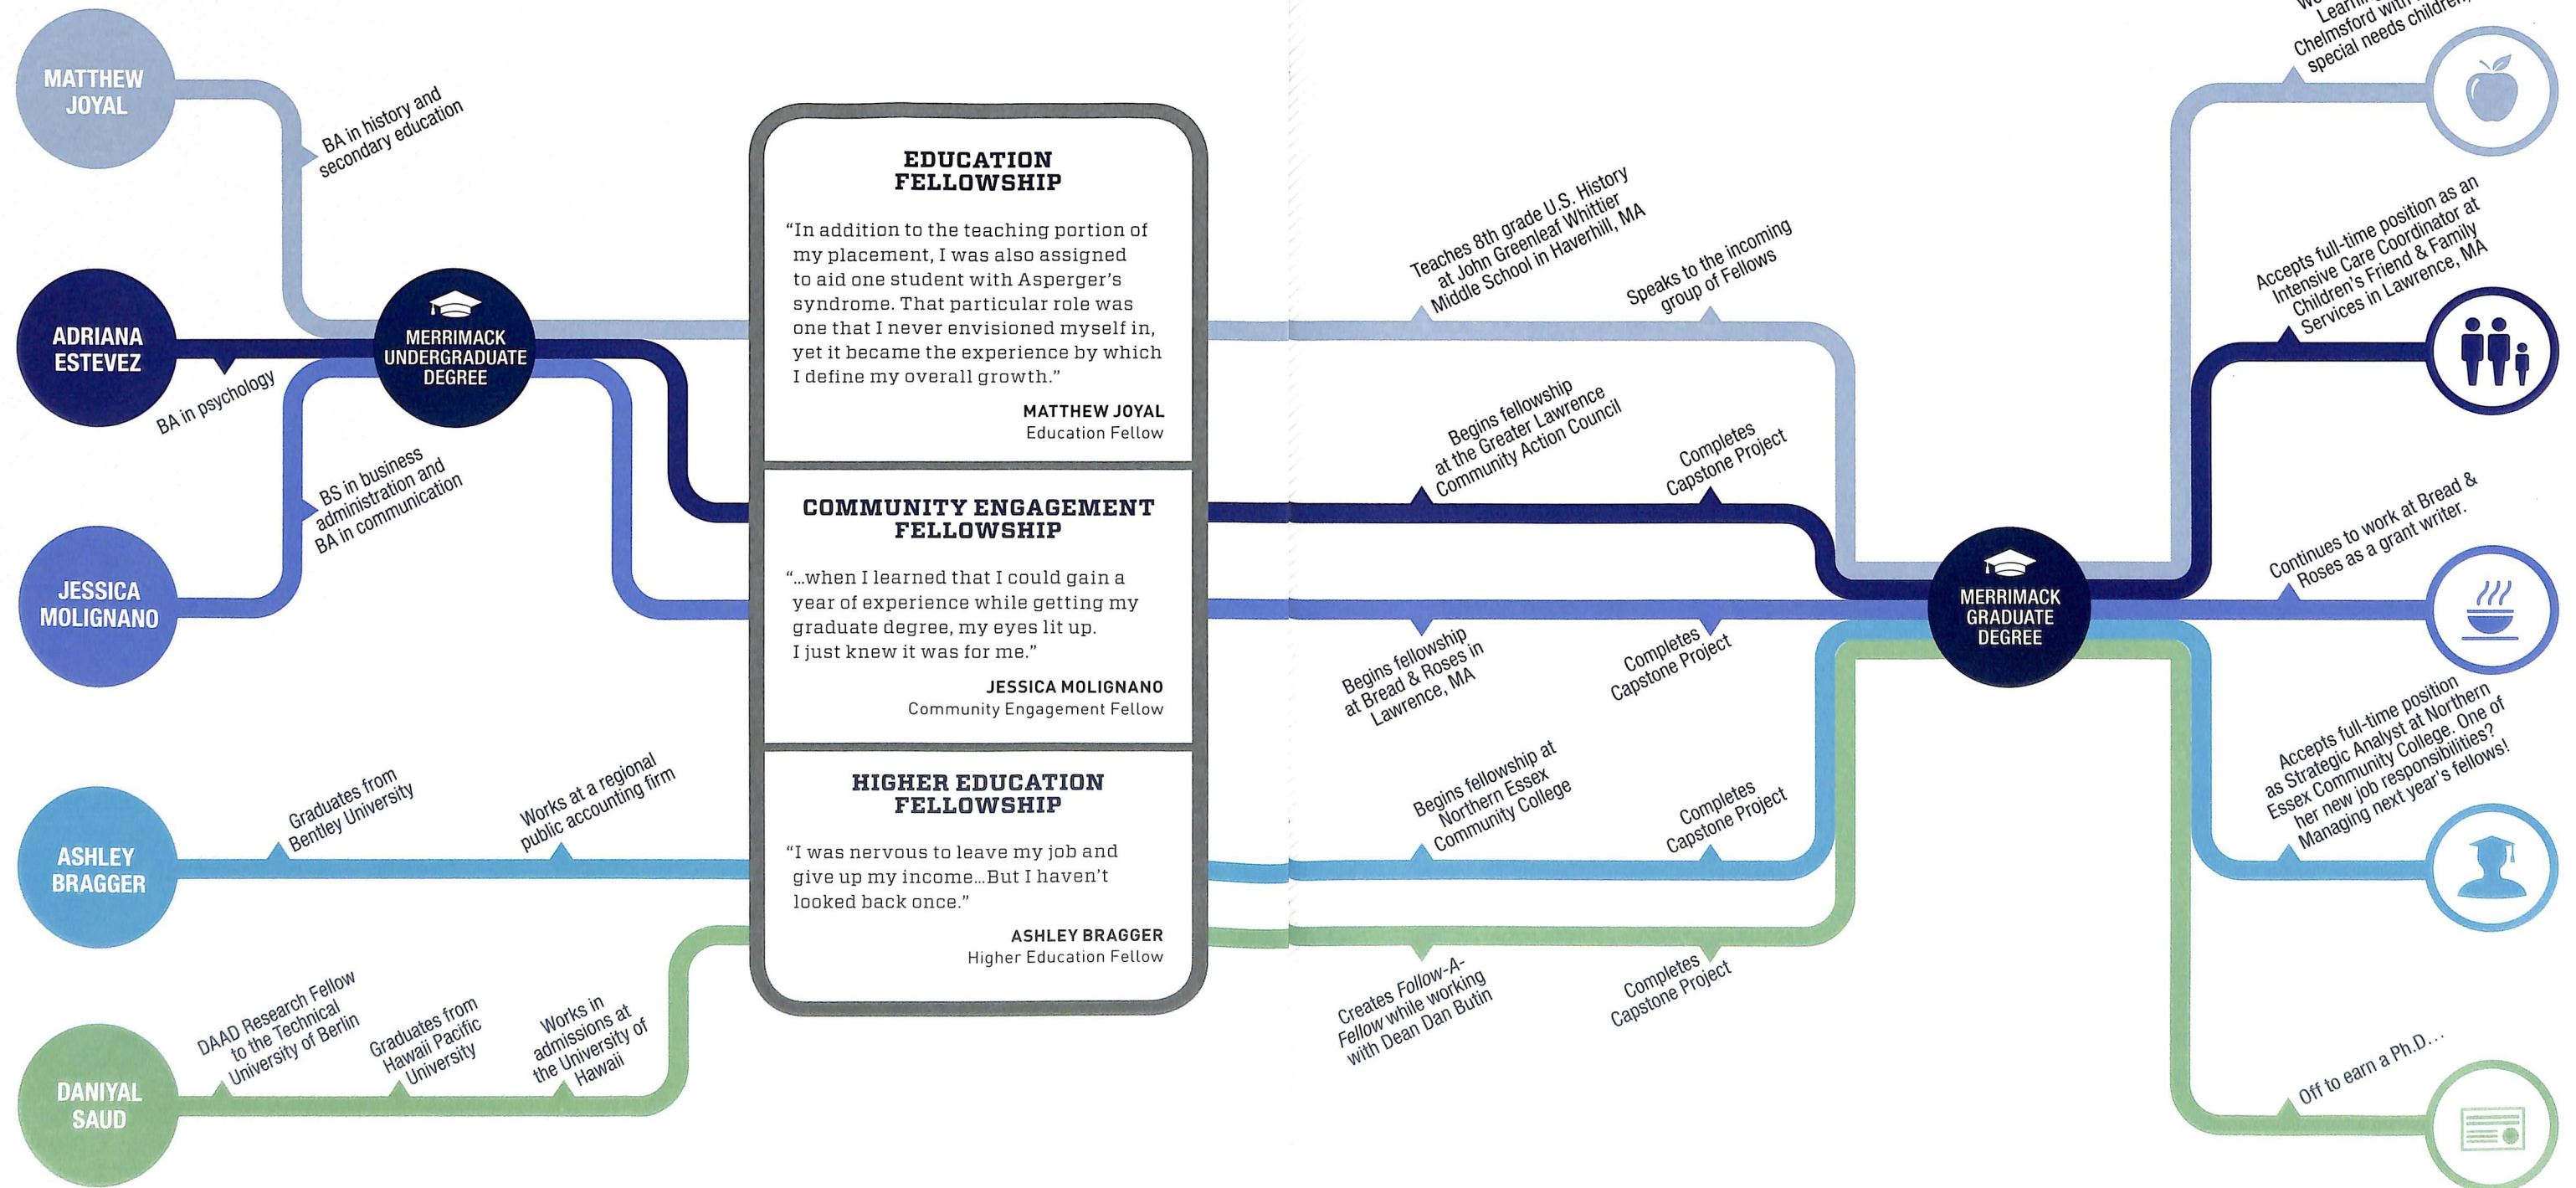 MATTHEW
JOYAL
BA in history and
secondary education
ADRIANA
ESTEVEZ
BA in psychology
JESSICA
MOLIGNANO
BS in business
administration and
BA in communication
MERRIMACK
UNDERGRADUATE
DEGREE
ASHLEY
BRAGGER
Graduates from
Bentley University
Works at a regional
public accounting firm
DANIYAL
SAUD
DAAD Research Fellow
to the Technical
University of Berlin
Graduates from
Hawaii Pacific
University
Works in
admissions at
the University of
Hawaii
EDUCATION
FELLOWSHIP
“In addition to the teaching portion of
my placement, I was also assigned
to aid one student with Asperger’s
syndrome. That particular role was
one that I never envisioned myself in,
yet it became the experience by which
I define my overall growth.”
MATTHEW JOYAL
Education Fellow
COMMUNITY ENGAGEMENT
FELLOWSHIP
“...when I learned that I could gain a
year of experience while getting my
graduate degree, my eyes lit up.
I just knew it was for me.”
JESSICA MOLIGNANO
Community Engagement Fellow
HIGHER EDUCATION
FELLOWSHIP
“I was nervous to leave my job and
give up my income...But I haven’t
looked back once.”
ASHLEY BRAGGER
Higher Education Fellow
Teaches 8th grade U.S. History
at John Greenleaf Whittier
Middle School in Haverhill, MA
Speaks to the incoming
group of Fellows
Begins fellowship
at the Greater Lawrence
Community Action Council
Completes
Capstone Project
Begins fellowship
at Bread & Roses in
Lawrence, MA
Completes
Capstone Project
Begins fellowship at
Northern Essex
Community College
Completes
Capstone Project
Creates Follow-A-
Fellow while working
with Dean Dan Butin
Completes
Capstone Project
MERRIMACK
GRADUATE
DEGREE
Chelmsford with
special needs children,
Accepts full-time position as an
Intensive Care Coordinator at
Children's Friend & Family
Services in Lawrence, MA
Continues to work at Bread &
Roses as a grant writer.
Accepts full-time position
as Strategic Analyst at Northern
Essex Community College. One of
her new job responsibilities?
Managing next year's fellows!
Off to earn a Ph.D...